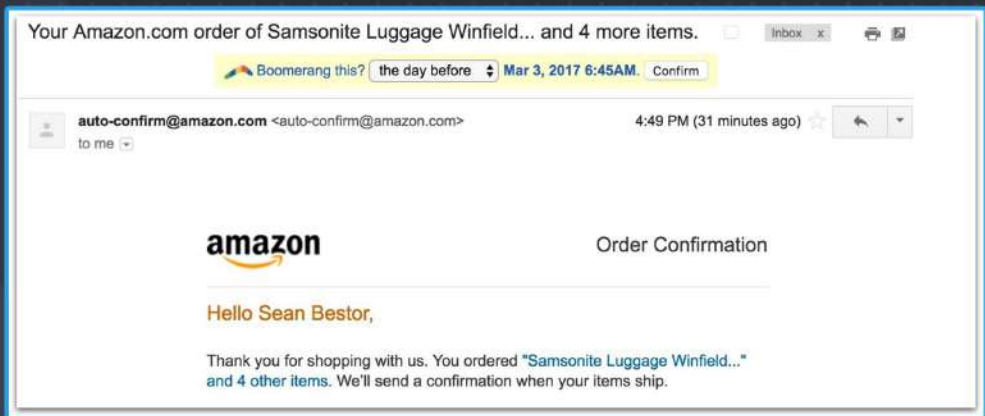 Your Amazon.com order of Samsonite Luggage Winfield... and 4 more items.
Inbox x
Boomerang this? the day before Mar 3, 2017 6:45AM. Confirm
auto-confirm@amazon.com <auto-confirm@amazon.com>
4:49 PM (31 minutes ago)
to me
amazon
Order Confirmation
Hello Sean Bestor,
Thank you for shopping with us. You ordered "Samsonite Luggage Winfield..."
and 4 other items. We'll send a confirmation when your items ship.